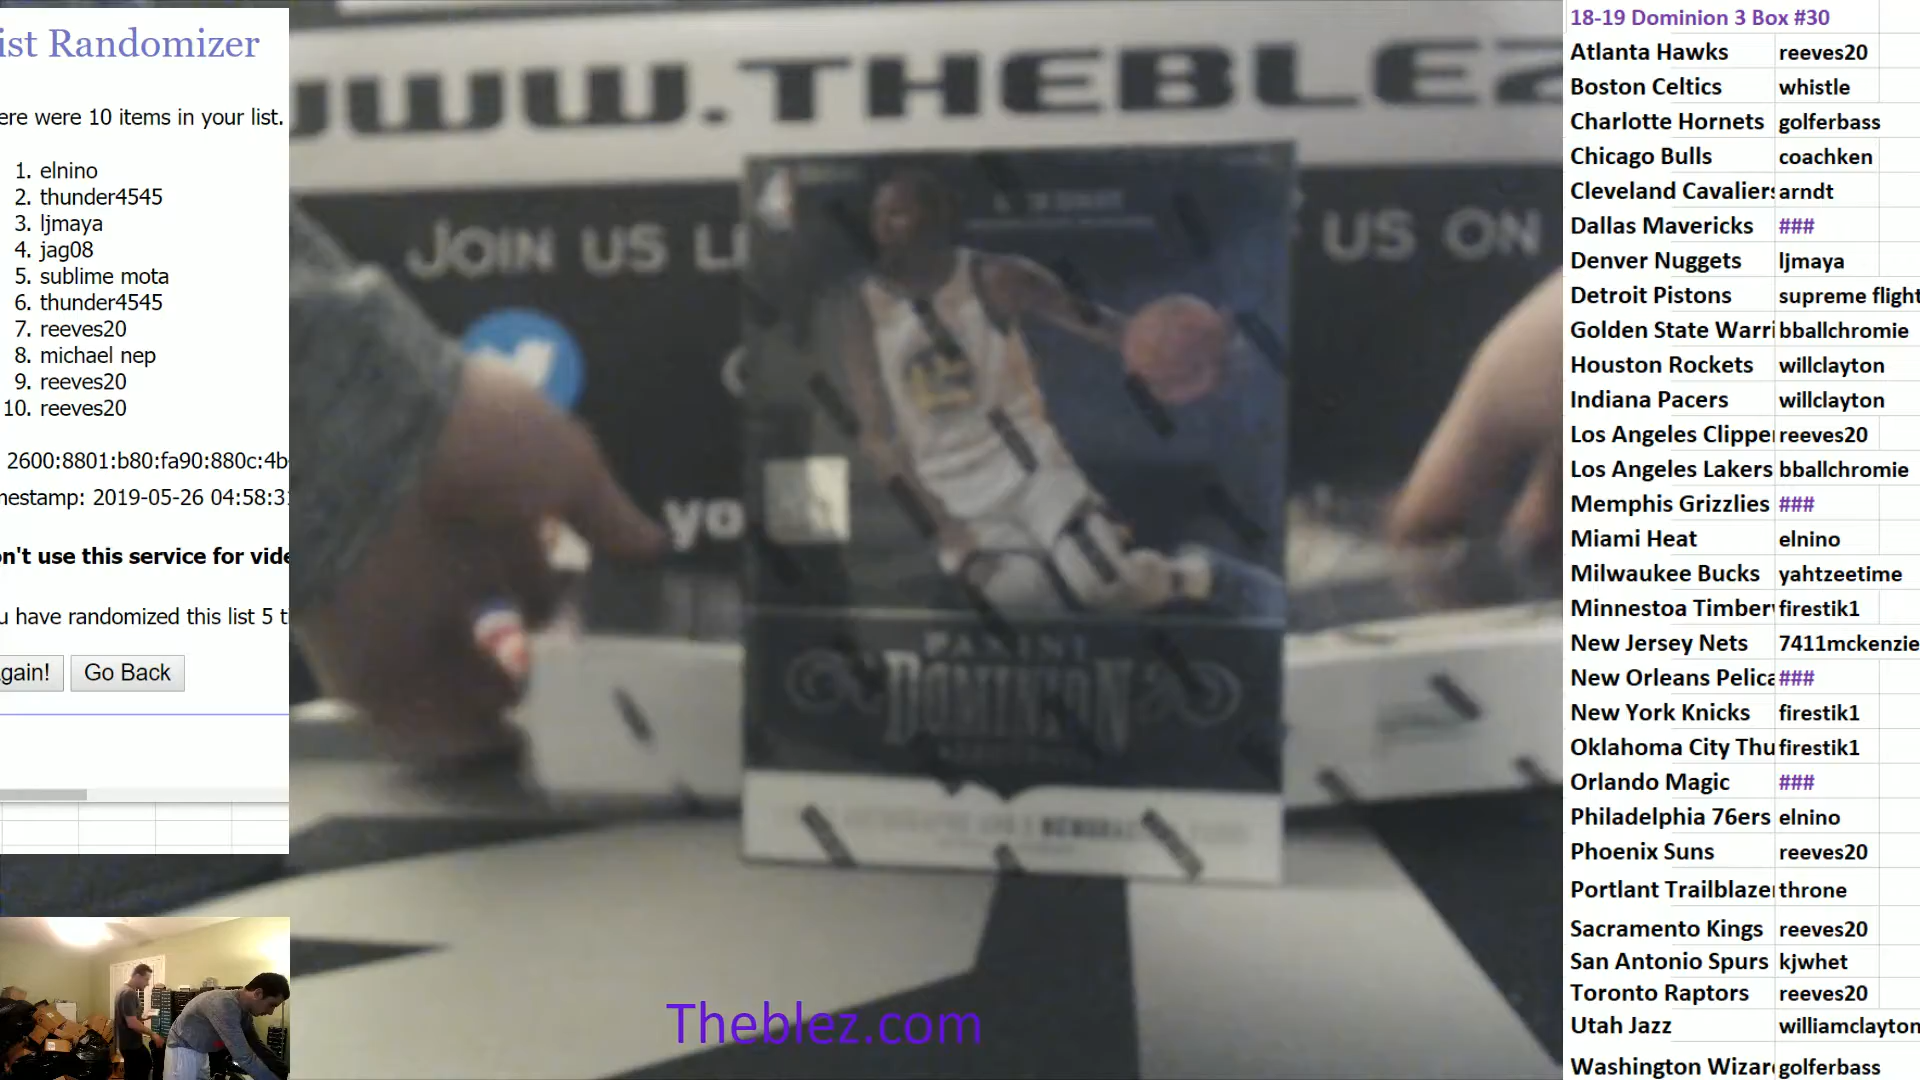 ist Randomizer
ere were 10 items in your list.
1. elnino
2. thunder4545
3. ljmaya
4. jag08
5. sublime mota
6. thunder4545
7. reeves20
8. michael nep
9. reeves20
10. reeves20
2600:8801:b80:fa90:880c:4b
nestamp: 2019-05-26 04:58:3
on't use this service for vide
u have randomized this list 5 t
gain!
Go Back
WWW.THEBLEZ
JOIN US LI
US ON
yo
PANINI
DOMINION
Theblez.com
18-19 Dominion 3 Box #30
Atlanta Hawks reeves20
Boston Celtics whistle
Charlotte Hornets golferbass
Chicago Bulls coachken
Cleveland Cavaliers arndt
Dallas Mavericks ###
Denver Nuggets ljmaya
Detroit Pistons supreme flight
Golden State Warri bballchromie
Houston Rockets willclayton
Indiana Pacers willclayton
Los Angeles Clippe reeves20
Los Angeles Lakers bballchromie
Memphis Grizzlies ###
Miami Heat elnino
Milwaukee Bucks yahtzeetime
Minnestoa Timber firestik1
New Jersey Nets 7411mckenzie
New Orleans Pelica ###
New York Knicks firestik1
Oklahoma City Thu firestik1
Orlando Magic ###
Philadelphia 76ers elnino
Phoenix Suns reeves20
Portlant Trailblaze throne
Sacramento Kings reeves20
San Antonio Spurs kjwhet
Toronto Raptors reeves20
Utah Jazz williamclayton
Washington Wizar golferbass